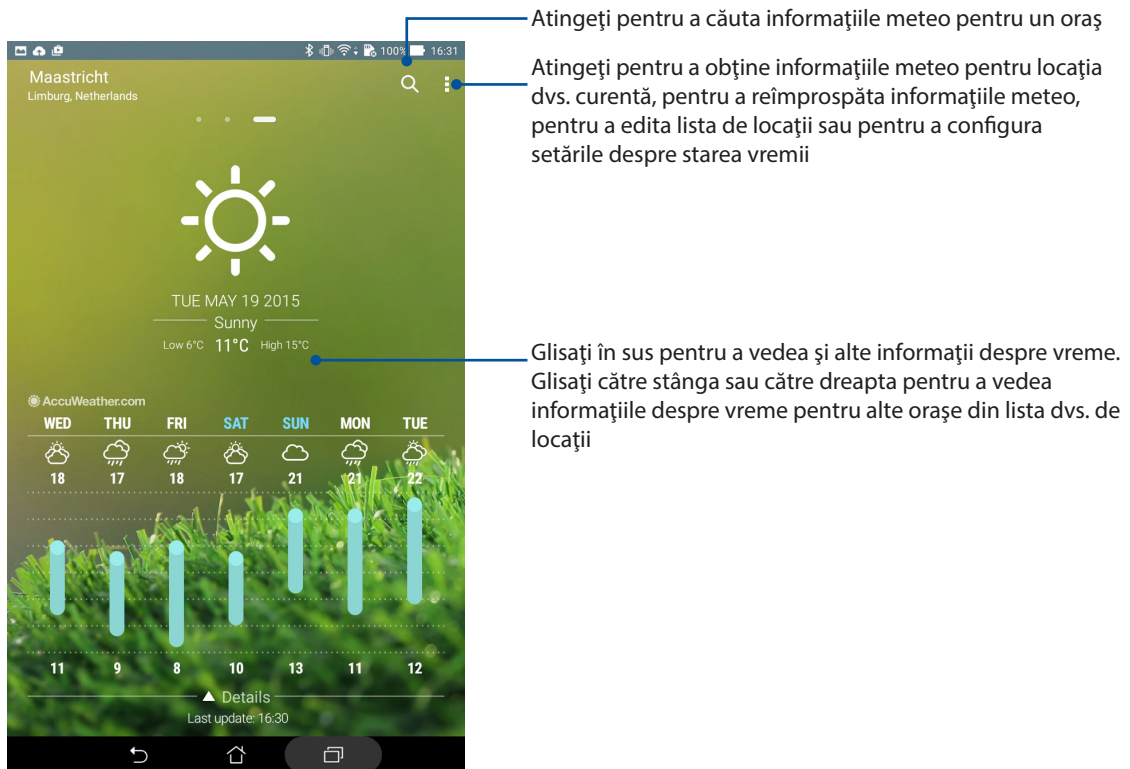 Atingeţi pentru a căuta informaţiile meteo pentru un oraş
100% 16:31
Maastricht
Limburg, Netherlands
Atingeţi pentru a obţine informaţiile meteo pentru locaţia
dvs. curentă, pentru a reîmprospăta informaţiile meteo,
pentru a edita lista de locaţii sau pentru a configura
setările despre starea vremii
TUE MAY 19 2015
Sunny
Low 6°C 11°C High 15°C
Glisaţi în sus pentru a vedea şi alte informaţii despre vreme.
Glisaţi către stânga sau către dreapta pentru a vedea
informaţiile despre vreme pentru alte oraşe din lista dvs. de
locaţii
AccuWeather.com
WED THU FRI SAT SUN MON TUE
18 17 18 17 21 21 22
11 9 8 10 13 11 12
Details
Last update: 16:30